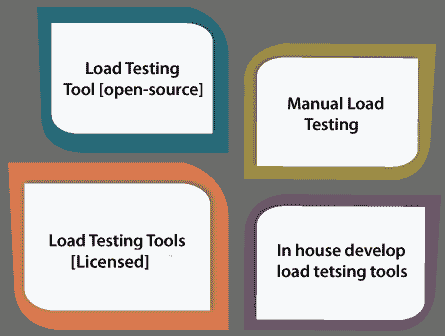 Load Testing
Tool [open-source]
Manual Load
Testing
Load Testing Tools
[Licensed]
In house develop
load tetsing tools